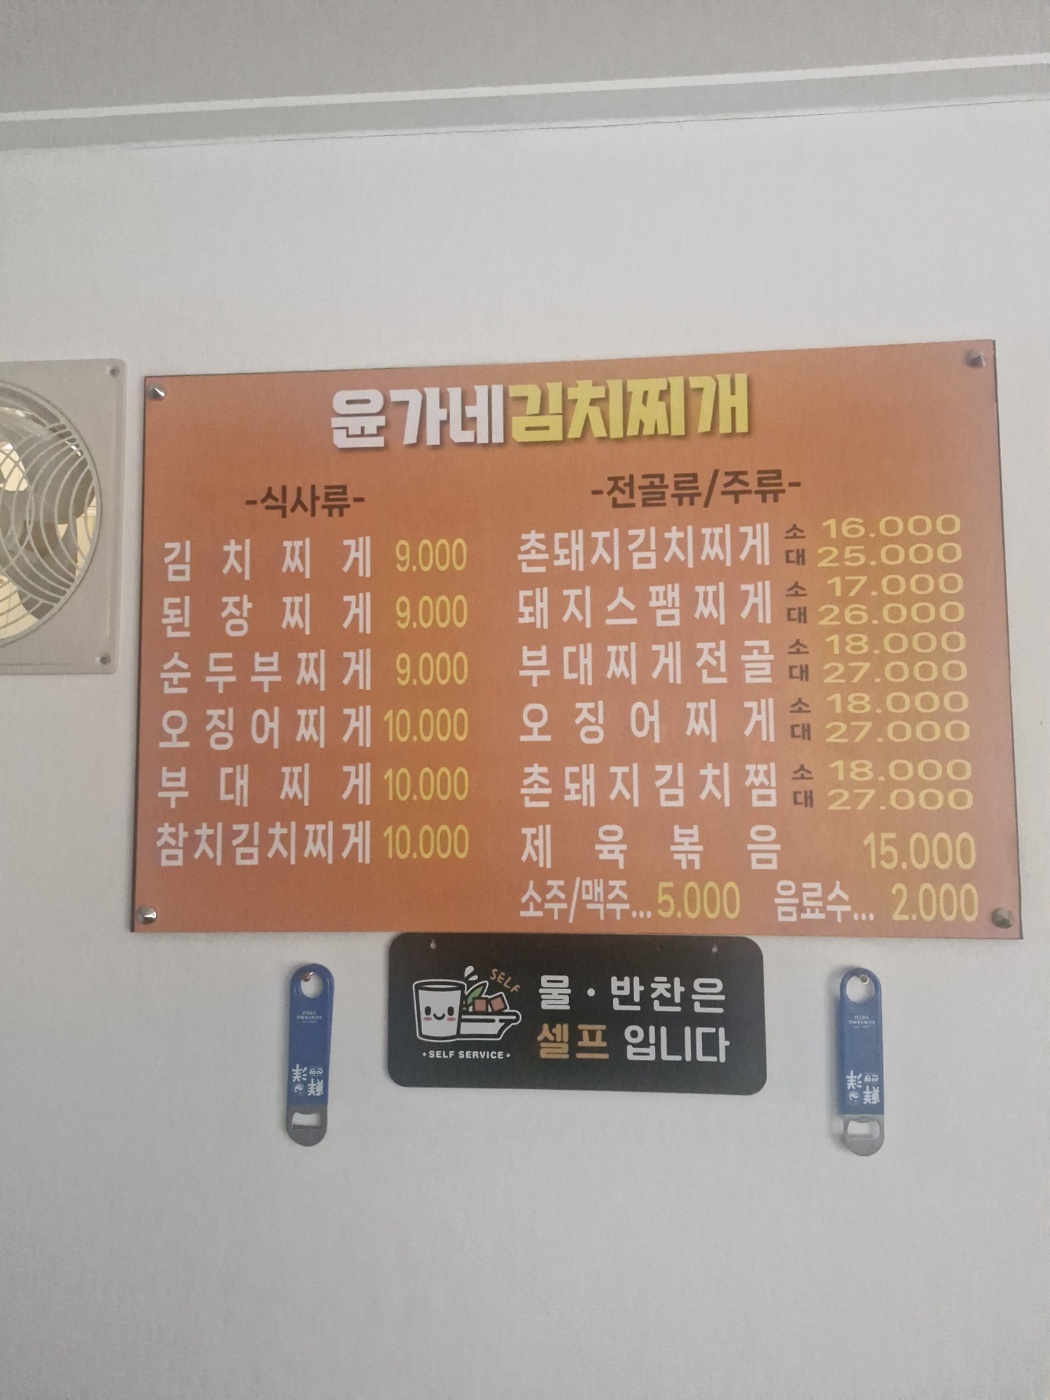 윤가네김치찌개
-식사류-
김치찌게 9.000
된장찌게 9.000
순두부찌게 9.000
오징어찌게 10.000
부대찌게 10.000
참치김치찌게 10.000
-전골류/주류-
촌돼지김치찌게 소 16.000
대 25.000
돼지스팸찌게 소 17.000
대 26.000
부대찌게전골 소 18.000
대 27.000
오징어찌게 소 18.000
대 27.000
촌돼지김치찜 소 18.000
대 27.000
제육볶음 15.000
소주/맥주... 5.000 음료수... 2.000
SELF
물·반찬은
셀프 입니다
·SELF SERVICE·
鮮洋
鮮洋